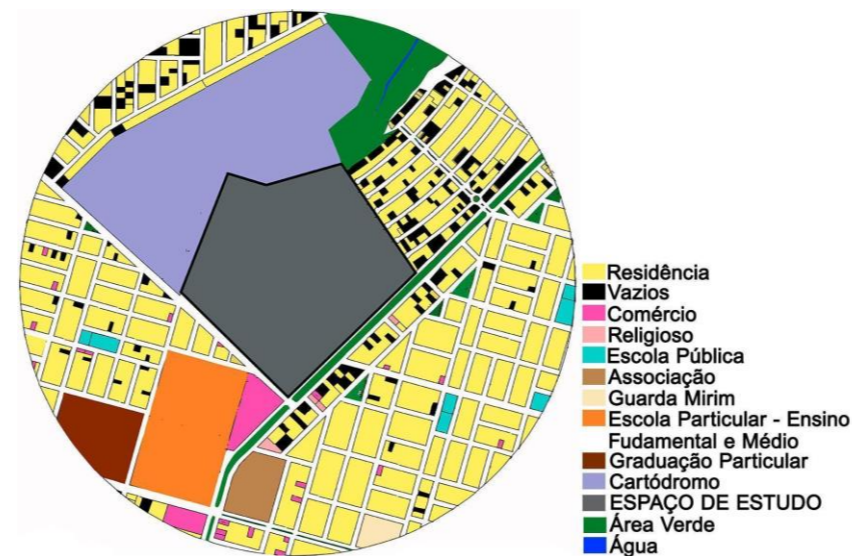 Residência
Vazios
Comércio
Religioso
Escola Pública
Associação
Guarda Mirim
Escola Particular - Ensino
Fudamental e Médio
Graduação Particular
Cartódromo
ESPAÇO DE ESTUDO
Área Verde
Água